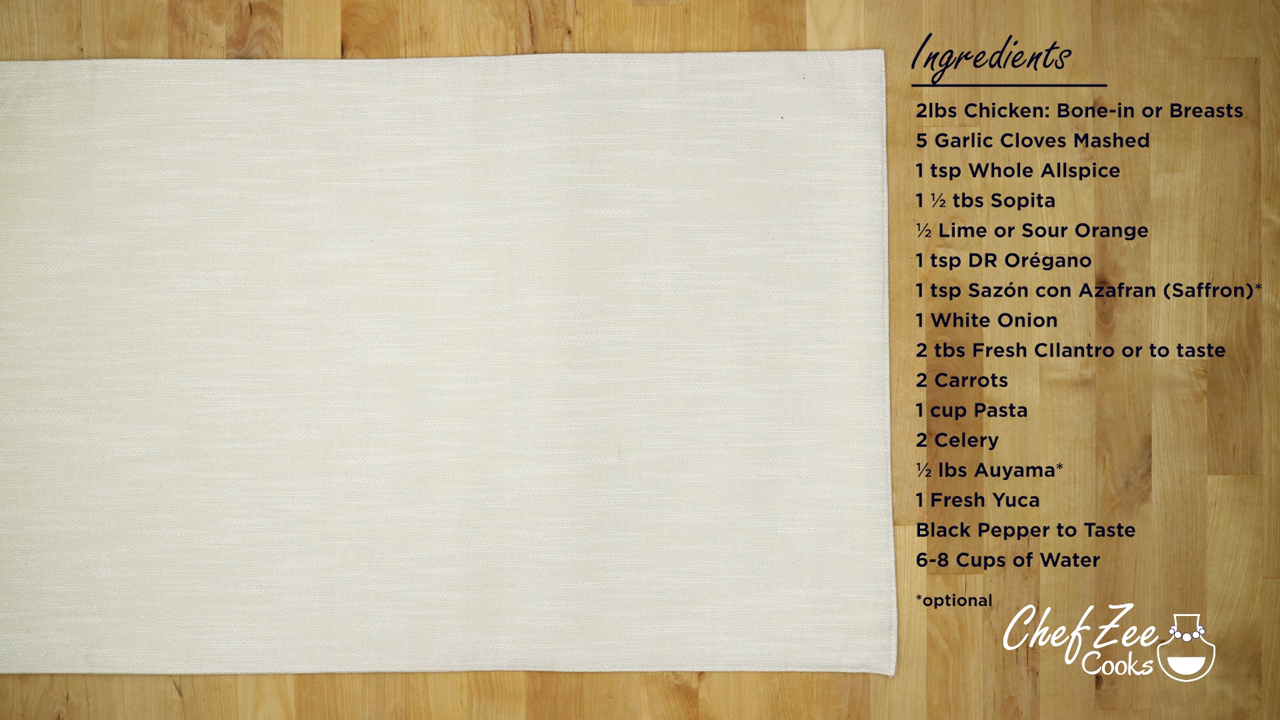 Ingredients
2lbs Chicken: Bone-in or Breasts
5 Garlic Cloves Mashed
1 tsp Whole Allspice
1 ½ tbs Sopita
½ Lime or Sour Orange
1 tsp DR Orégano
1 tsp Sazón con Azafran (Saffron)*
1 White Onion
2 tbs Fresh CIlantro or to taste
2 Carrots
1 cup Pasta
2 Celery
½ lbs Auyama*
1 Fresh Yuca
Black Pepper to Taste
6-8 Cups of Water
*optional
Chef Zee
Cooks